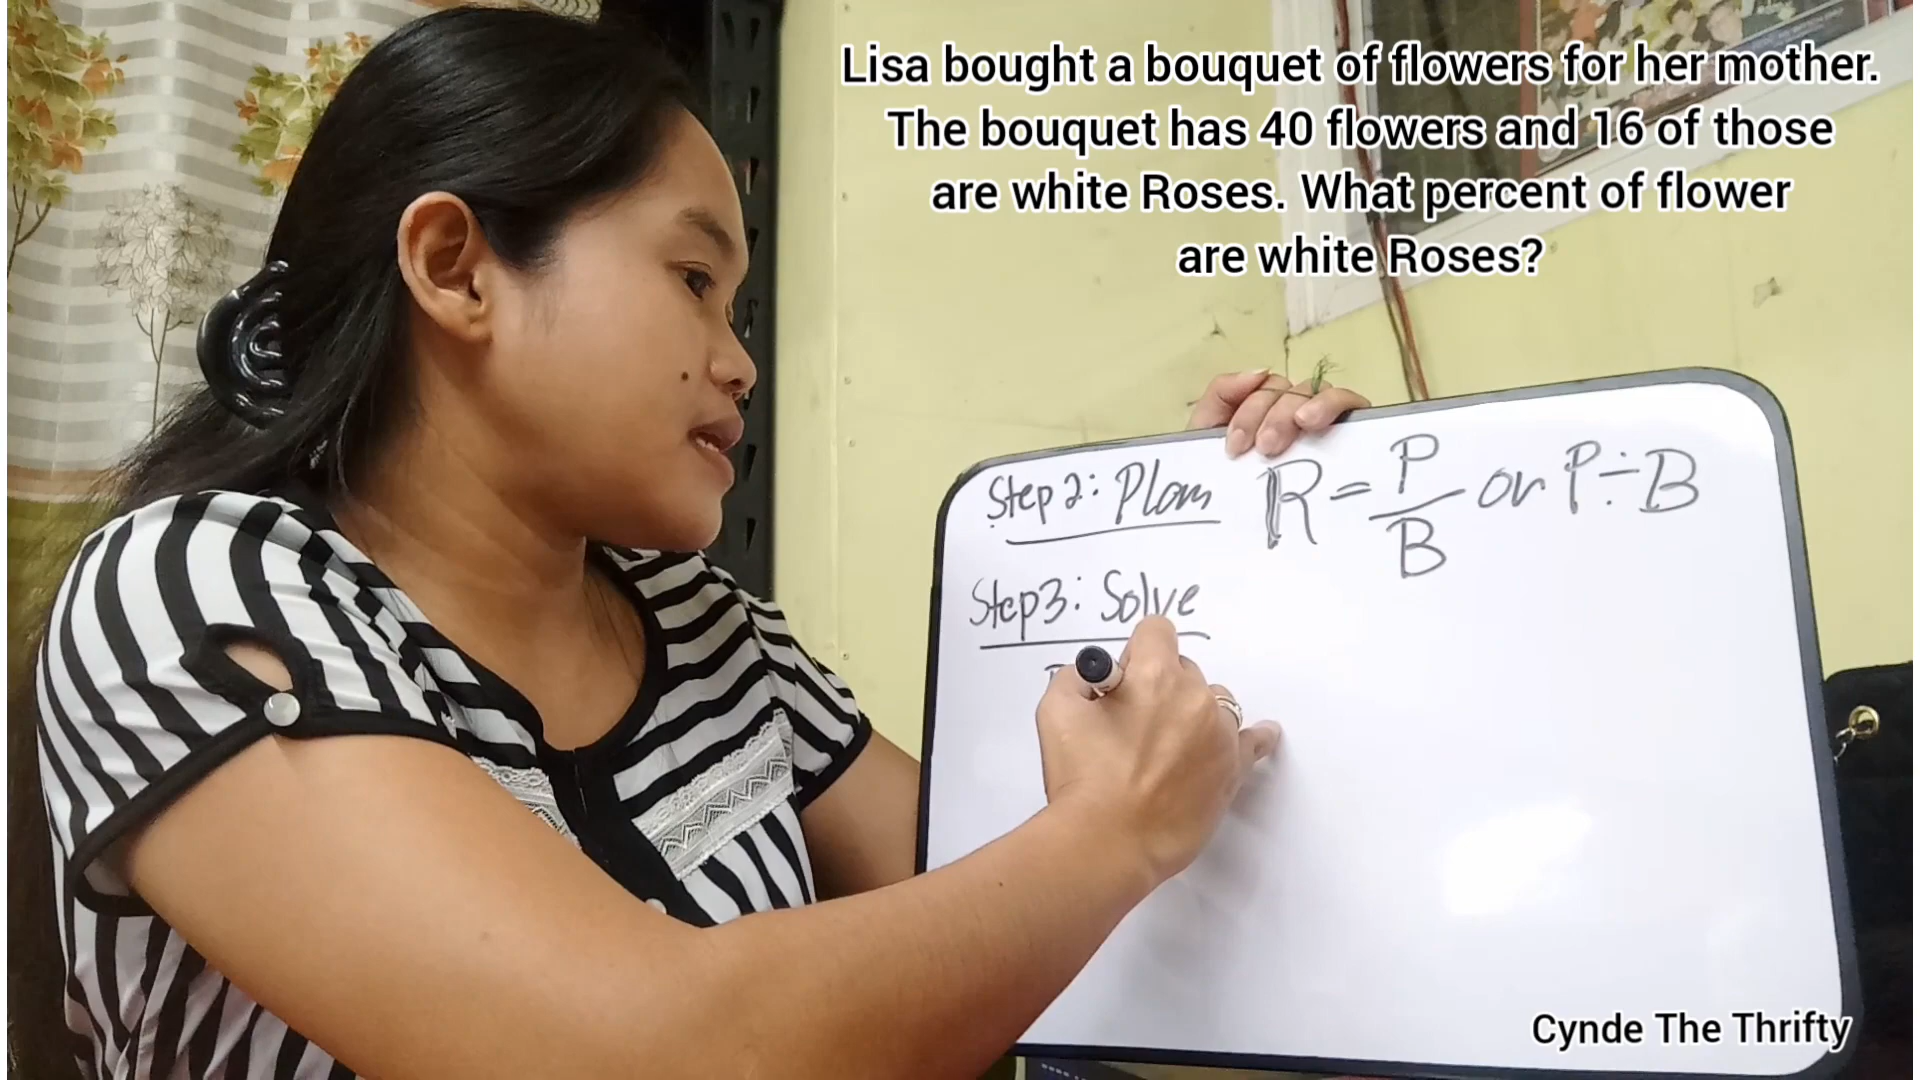 Lisa bought a bouquet of flowers for her mother.
The bouquet has 40 flowers and 16 of those
are white Roses. What percent of flower
are white Roses?
Step 2: Plan R = P/B or P÷B
Step3: Solve
Cynde The Thrifty